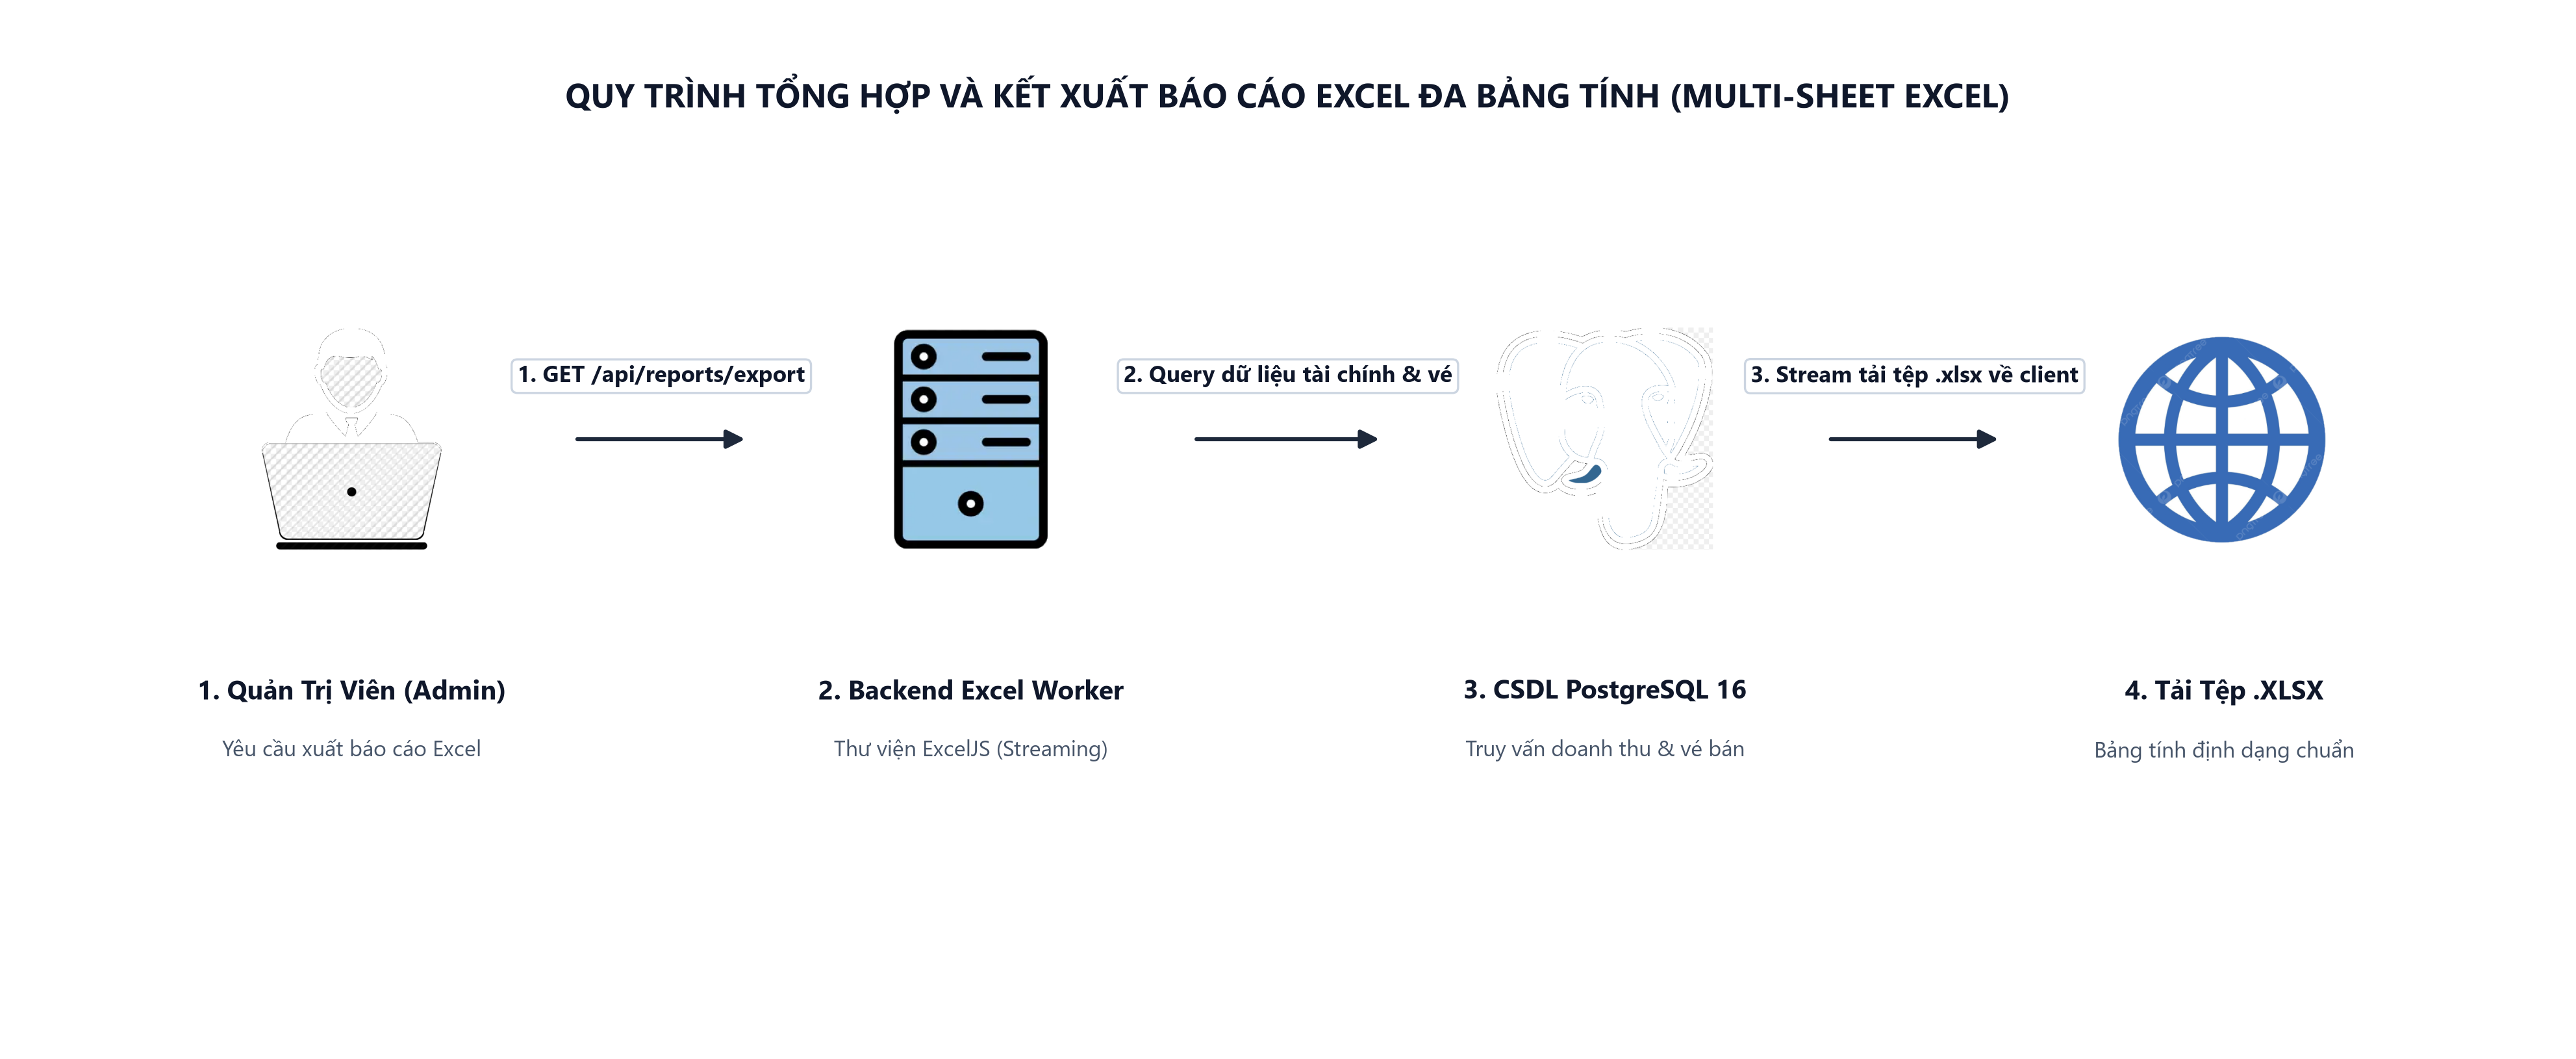 QUY TRÌNH TỔNG HỢP VÀ KẾT XUẤT BÁO CÁO EXCEL ĐA BẢNG TÍNH (MULTI-SHEET EXCEL)
1. GET /api/reports/export
2. Query dữ liệu tài chính & vé
3. Stream tải tệp .xlsx về client
1. Quản Trị Viên (Admin)
Yêu cầu xuất báo cáo Excel
2. Backend Excel Worker
Thư viện ExcelJS (Streaming)
3. CSDL PostgreSQL 16
Truy vấn doanh thu & vé bán
4. Tải Tệp .XLSX
Bảng tính định dạng chuẩn